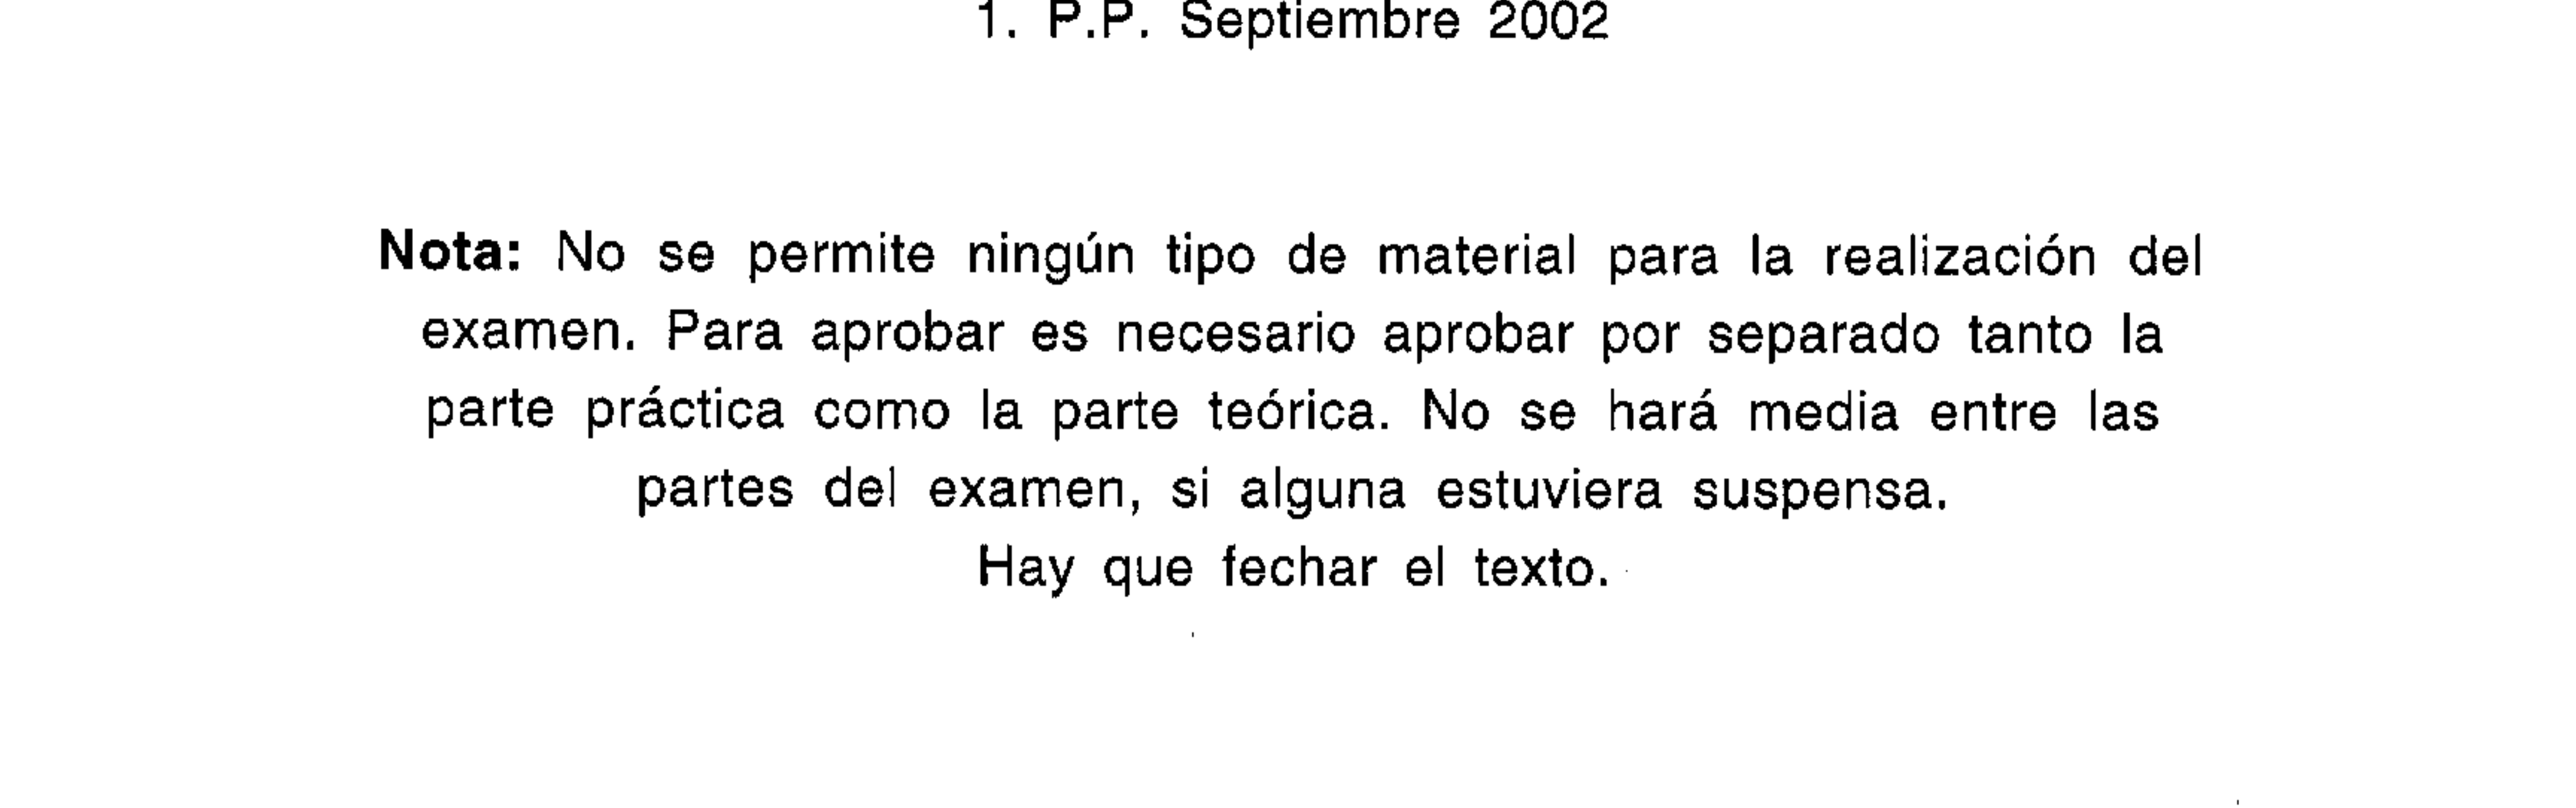 1. P.P. Septiembre 2002
Nota: No se permite ningún tipo de material para la realización del
examen. Para aprobar es necesario aprobar por separado tanto la
parte práctica como la parte teórica. No se hará media entre las
partes del examen, si alguna estuviera suspensa.
Hay que fechar el texto.